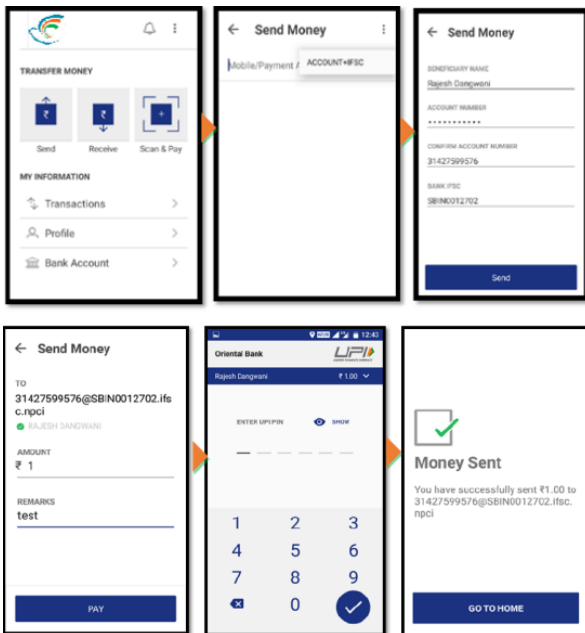 TRANSFER MONEY
Send Receive Scan & Pay
MY INFORMATION
Transactions
Profile
Bank Account
Send Money
Mobile/Payment A
ACCOUNT+IFSC
Send Money
BENEFICIARY NAME
Rajesh Dangwani
ACCOUNT NUMBER
CONFIRM ACCOUNT NUMBER
31427599576
BANK IFSC
SBIN0012702
Send
Send Money
TO
31427599576@SBIN0012702.ifs
c.npci
RAJESH DANGWANI
AMOUNT
₹ 1
REMARKS
test
PAY
12:43
Oriental Bank
UPI
Rajesh Dangwani ₹ 1.00
ENTER UPI PIN SHOW
1 2 3
4 5 6
7 8 9
0
Money Sent
You have successfully sent ₹1.00 to
31427599576@SBIN0012702.ifsc.
npci
GO TO HOME